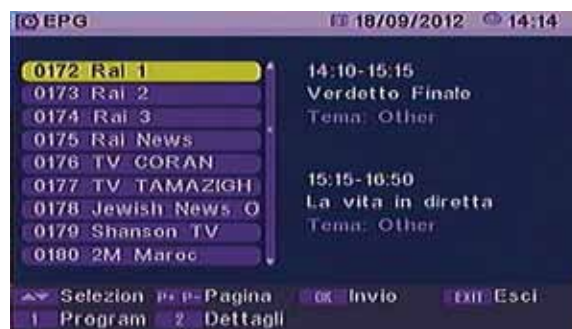 EPG 18/09/2012 14:14
0172 Rai 1
0173 Rai 2
0174 Rai 3
0175 Rai News
0176 TV CORAN
0177 TV TAMAZIGH
0178 Jewish News O
0179 Shanson TV
0180 2M Maroc
14:10-15:15
Verdetto Finale
Tema: Other
15:15-16:50
La vita in diretta
Tema: Other
Selezion P+ P- Pagina OK Invio EXIT Esci
1 Program 2 Dettagli